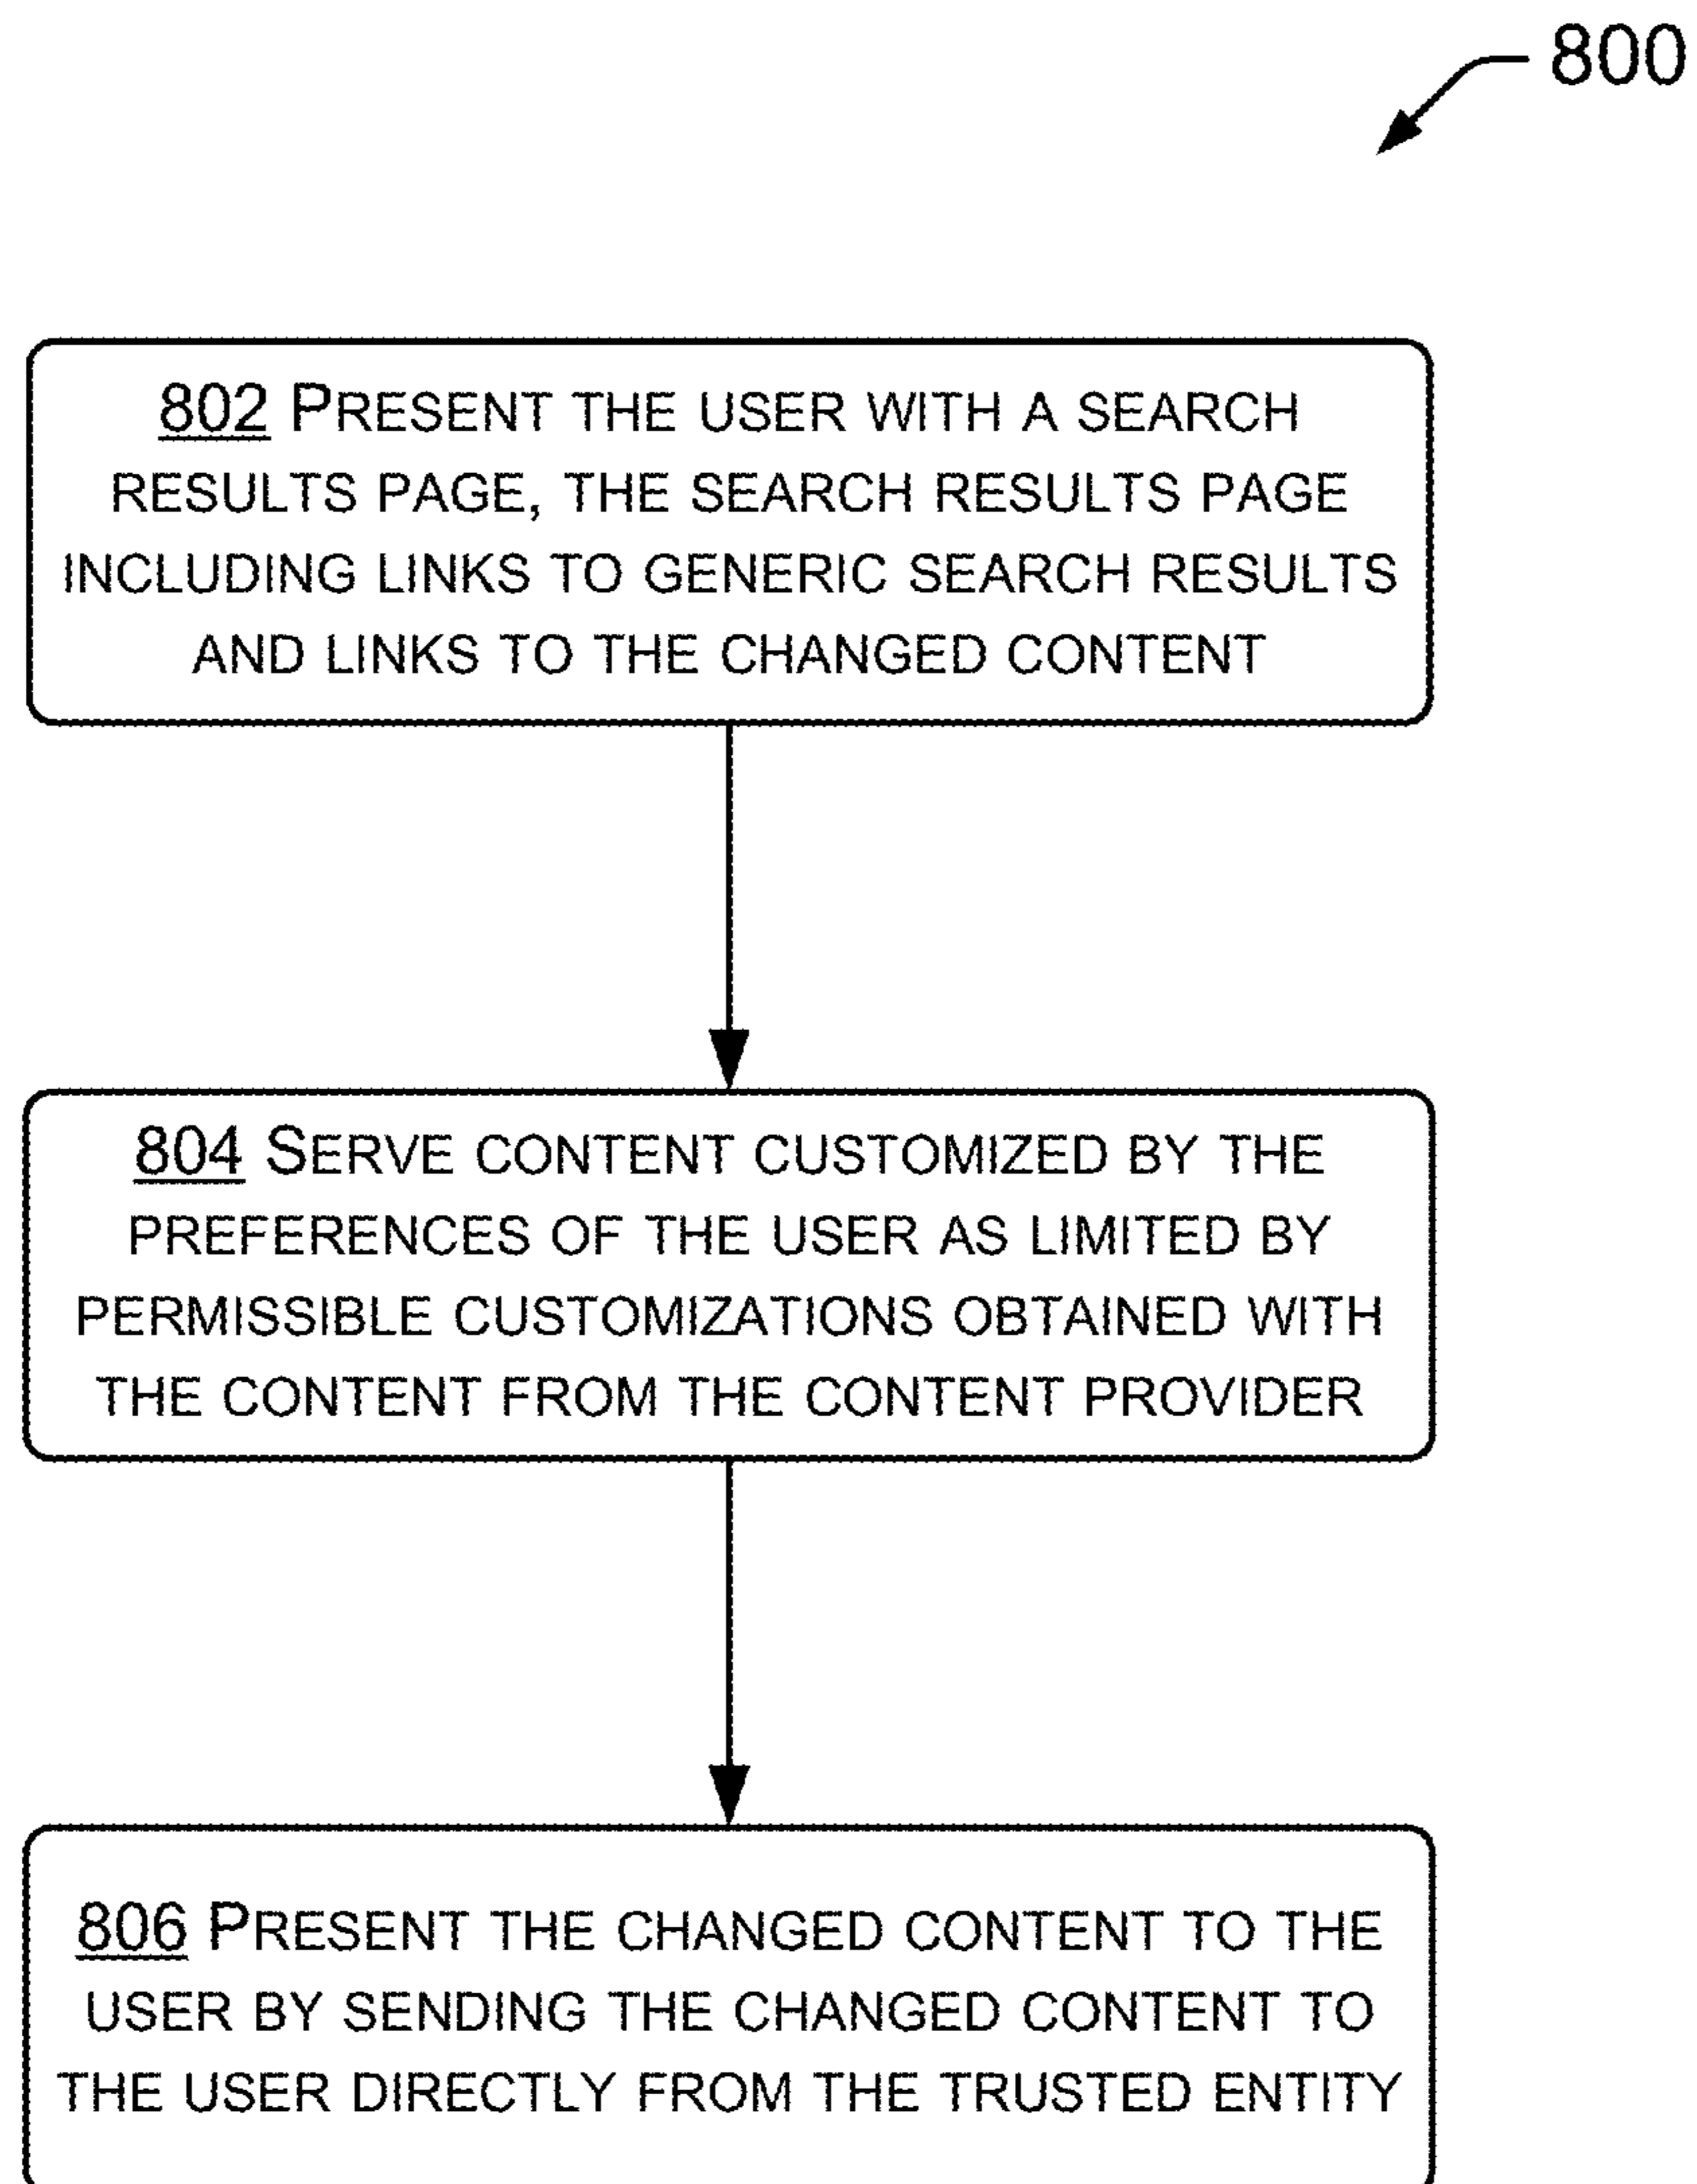 800
802 PRESENT THE USER WITH A SEARCH
RESULTS PAGE, THE SEARCH RESULTS PAGE
INCLUDING LINKS TO GENERIC SEARCH RESULTS
AND LINKS TO THE CHANGED CONTENT
804 SERVE CONTENT CUSTOMIZED BY THE
PREFERENCES OF THE USER AS LIMITED BY
PERMISSIBLE CUSTOMIZATIONS OBTAINED WITH
THE CONTENT FROM THE CONTENT PROVIDER
806 PRESENT THE CHANGED CONTENT TO THE
USER BY SENDING THE CHANGED CONTENT TO
THE USER DIRECTLY FROM THE TRUSTED ENTITY